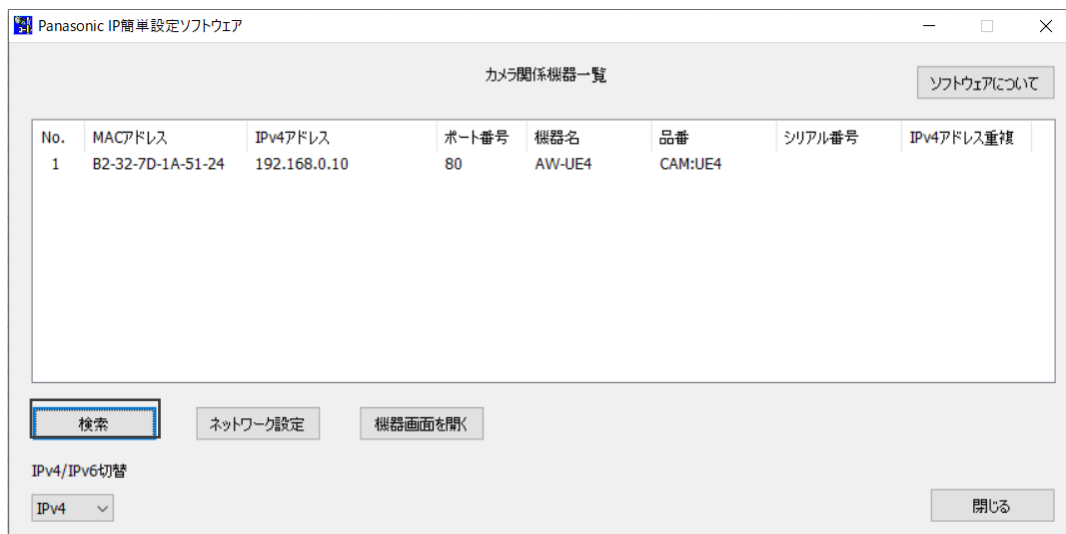 Panasonic IP簡単設定ソフトウェア
カメラ関係機器一覧
ソフトウェアについて
No. MACアドレス IPv4アドレス ポート番号 機器名 品番 シリアル番号 IPv4アドレス重複
1 B2-32-7D-1A-51-24 192.168.0.10 80 AW-UE4 CAM:UE4
検索 ネットワーク設定 機器画面を開く
IPv4/IPv6切替
IPv4 閉じる